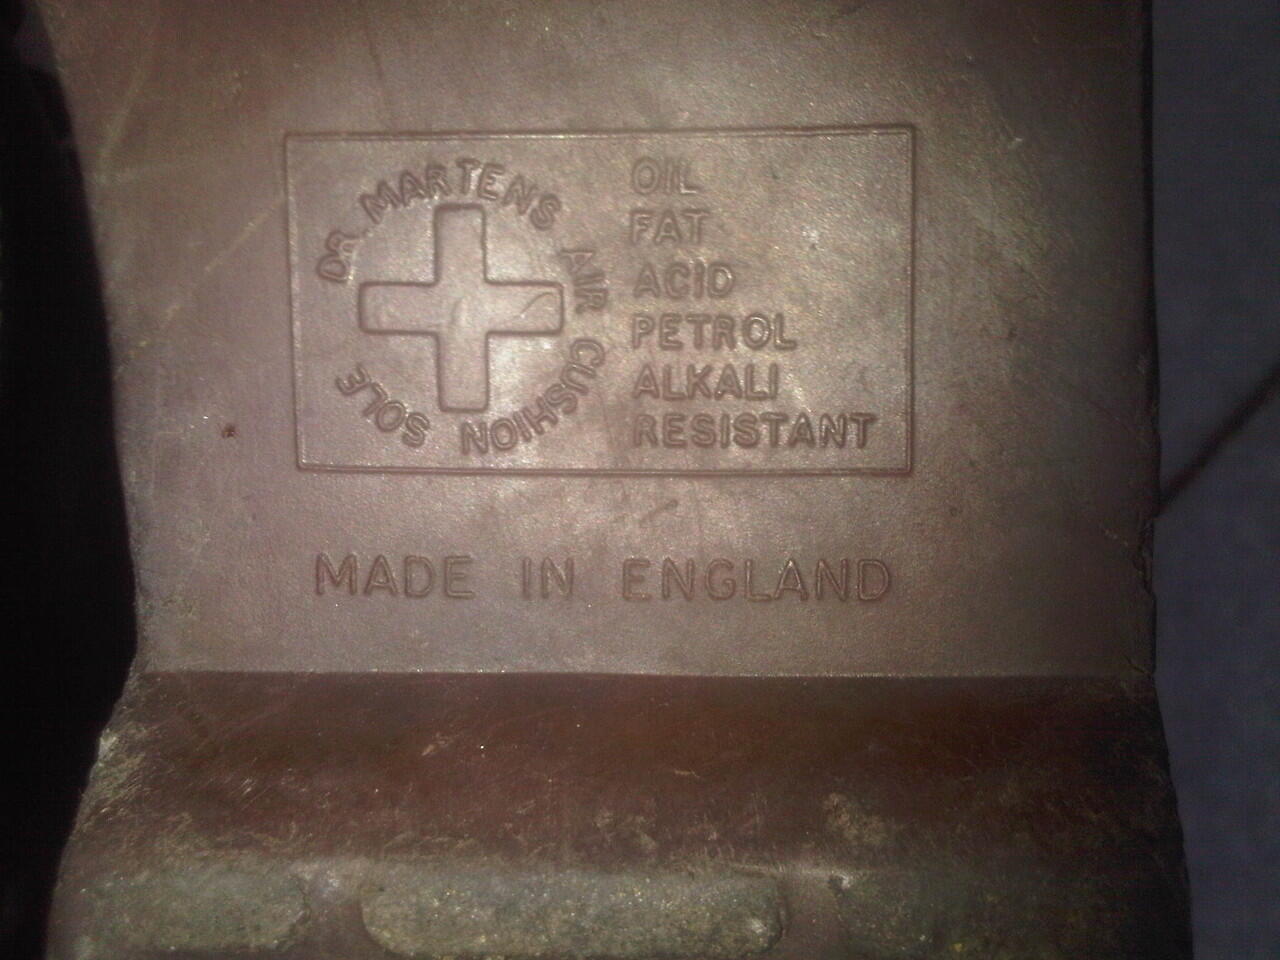 DR. MARTENS AIR CUSHION SOLE
OIL
FAT
ACID
PETROL
ALKALI
RESISTANT
MADE IN ENGLAND